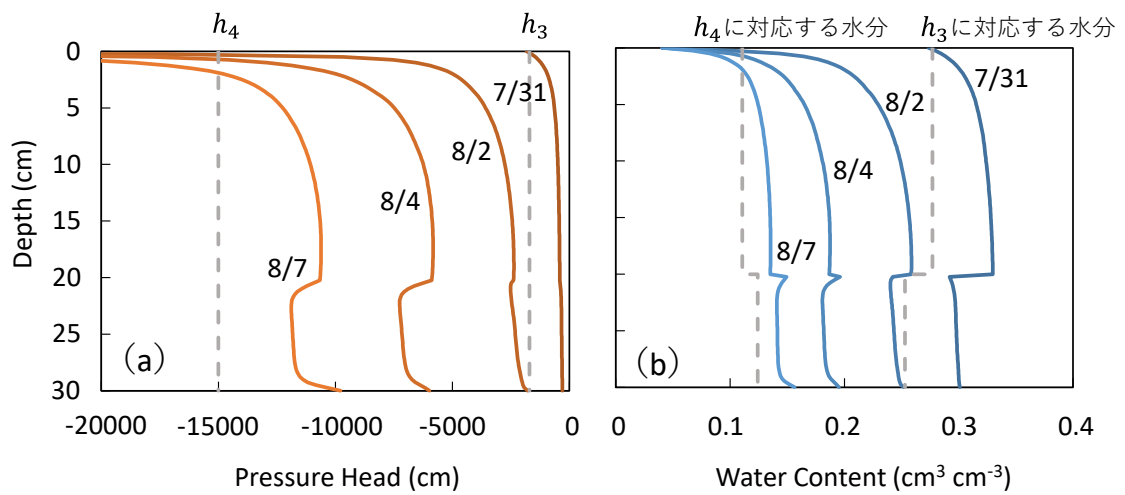 h₄
h₃
0
5
10
15
20
25
30
Depth (cm)
7/31
8/2
8/4
8/7
（a）
-20000
-15000
-10000
-5000
0
Pressure Head (cm)
h₄に対応する水分
h₃に対応する水分
7/31
8/2
8/4
8/7
（b）
0
0.1
0.2
0.3
0.4
Water Content (cm³ cm⁻³)